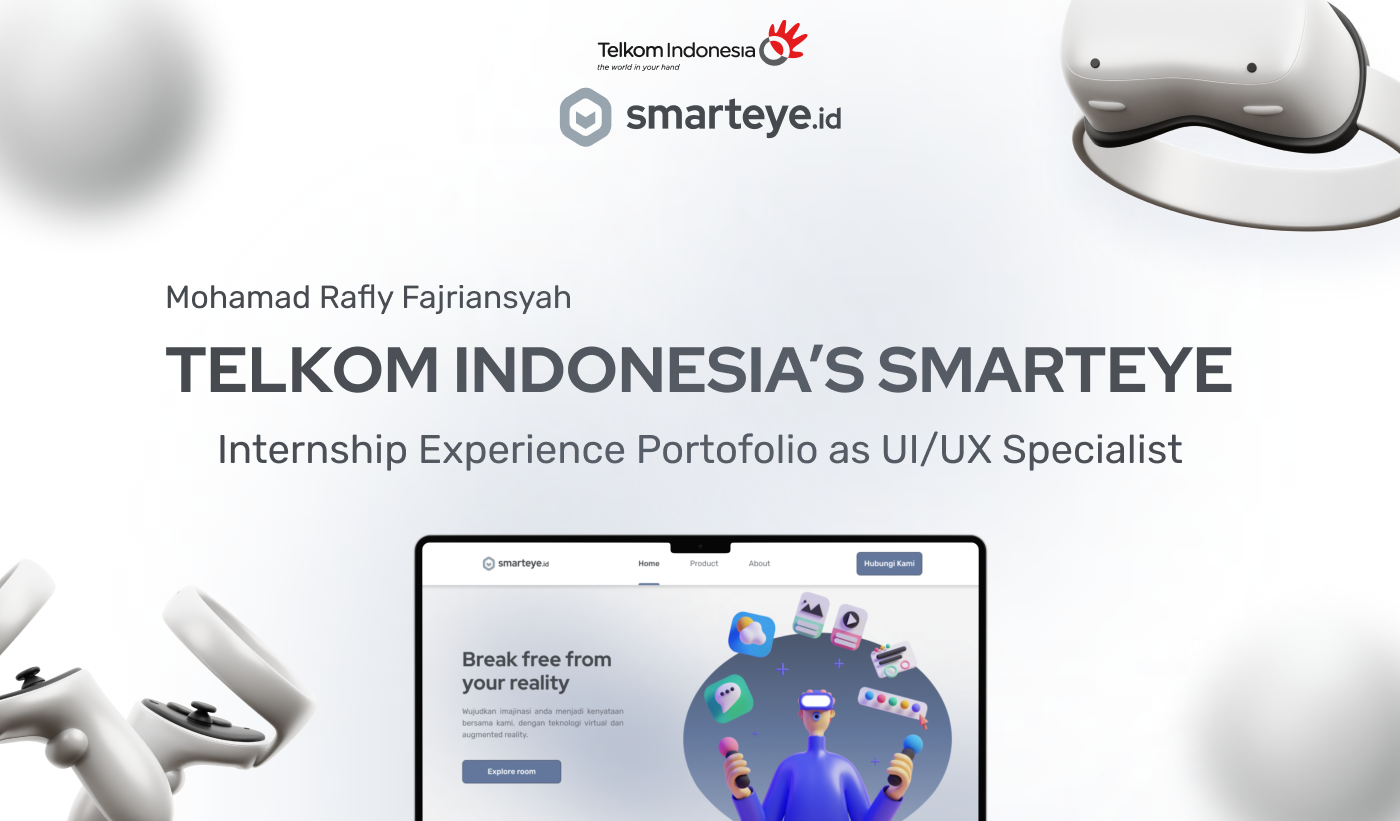 Telkom Indonesia
the world in your hand
smarteye.id
Mohamad Rafly Fajriansyah
TELKOM INDONESIA’S SMARTEYE
Internship Experience Portofolio as UI/UX Specialist
smarteye.id
Home
Product
About
Hubungi Kami
Break free from
your reality
Wujudkan imajinasi anda menjadi kenyataan
bersama kami, dengan teknologi virtual dan
augmented reality.
Explore room